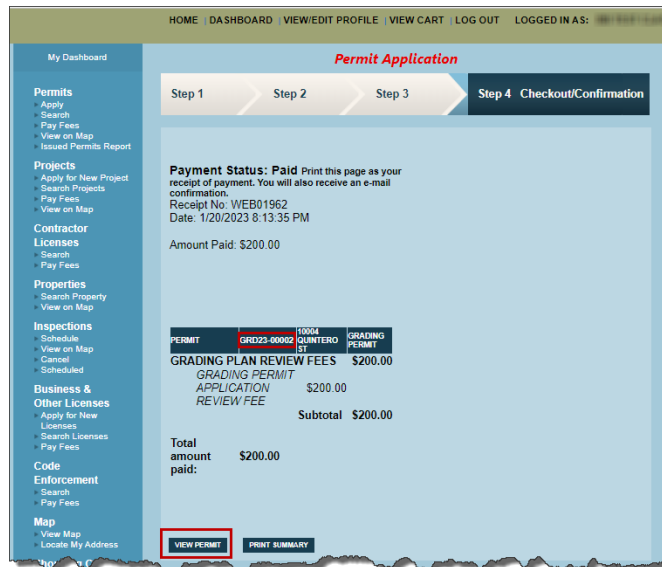 HOME | DASHBOARD | VIEW/EDIT PROFILE | VIEW CART | LOG OUT LOGGED IN AS:
My Dashboard
Permits
Apply
Search
Pay Fees
View on Map
Issued Permits Report
Projects
Apply for New Project
Search Projects
Pay Fees
View on Map
Contractor
Licenses
Search
Pay Fees
Properties
Search Property
View on Map
Inspections
Schedule
View on Map
Cancel
Scheduled
Business &
Other Licenses
Apply for New
Licenses
Search Licenses
Pay Fees
Code
Enforcement
Search
Pay Fees
Map
View Map
Locate My Address
Permit Application
Step 1 Step 2 Step 3 Step 4 Checkout/Confirmation
Payment Status: Paid Print this page as your
receipt of payment. You will also receive an e-mail
confirmation.
Receipt No: WEB01962
Date: 1/20/2023 8:13:35 PM
Amount Paid: $200.00
PERMIT GRD23-00002 10004 QUINTERO ST GRADING PERMIT
GRADING PLAN REVIEW FEES $200.00
GRADING PERMIT
APPLICATION $200.00
REVIEW FEE
Subtotal $200.00
Total
amount $200.00
paid:
VIEW PERMIT PRINT SUMMARY